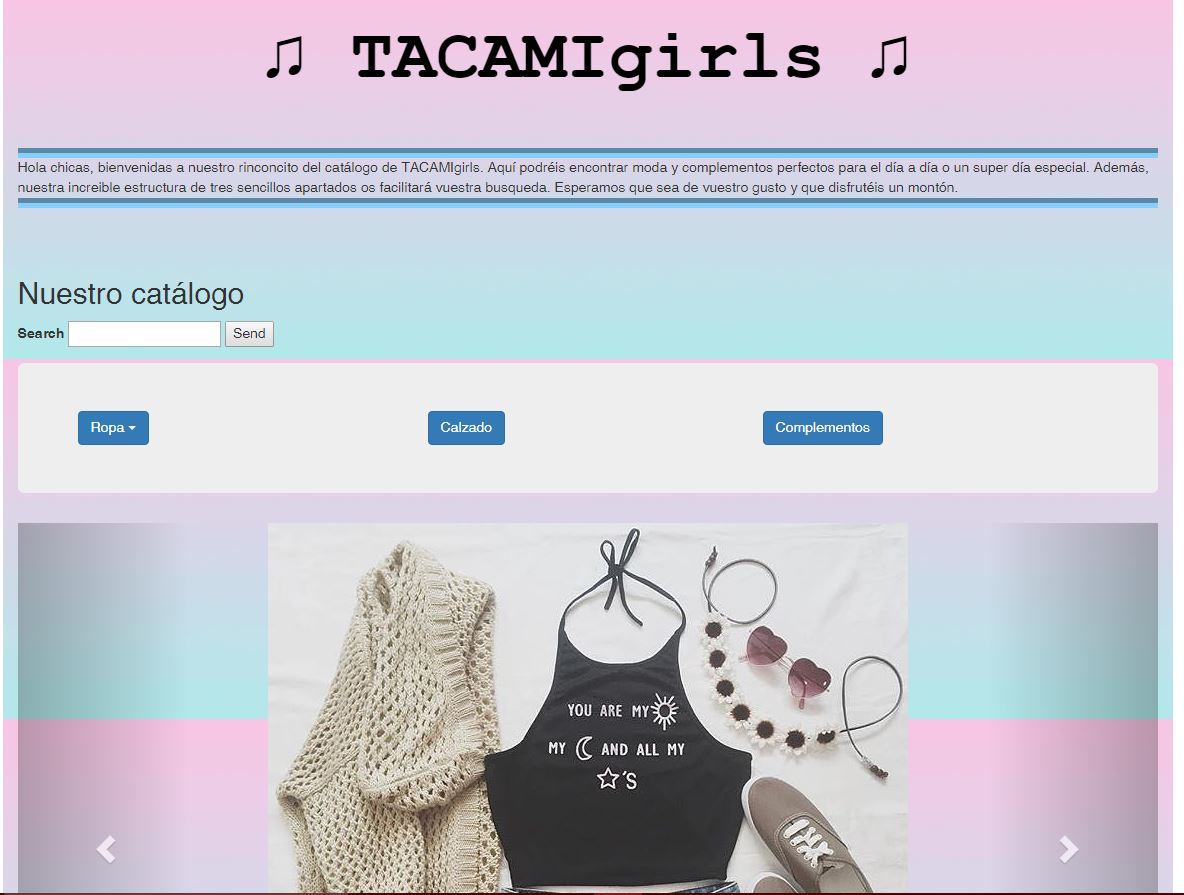 ♫ TACAMIgirls ♫
Hola chicas, bienvenidas a nuestro rinconcito del catálogo de TACAMIgirls. Aquí podréis encontrar moda y complementos perfectos para el día a día o un super día especial. Además,
nuestra increible estructura de tres sencillos apartados os facilitará vuestra busqueda. Esperamos que sea de vuestro gusto y que disfrutéis un montón.
Nuestro catálogo
Search Send
Ropa Calzado Complementos
YOU ARE MY
MY AND ALL MY
'S